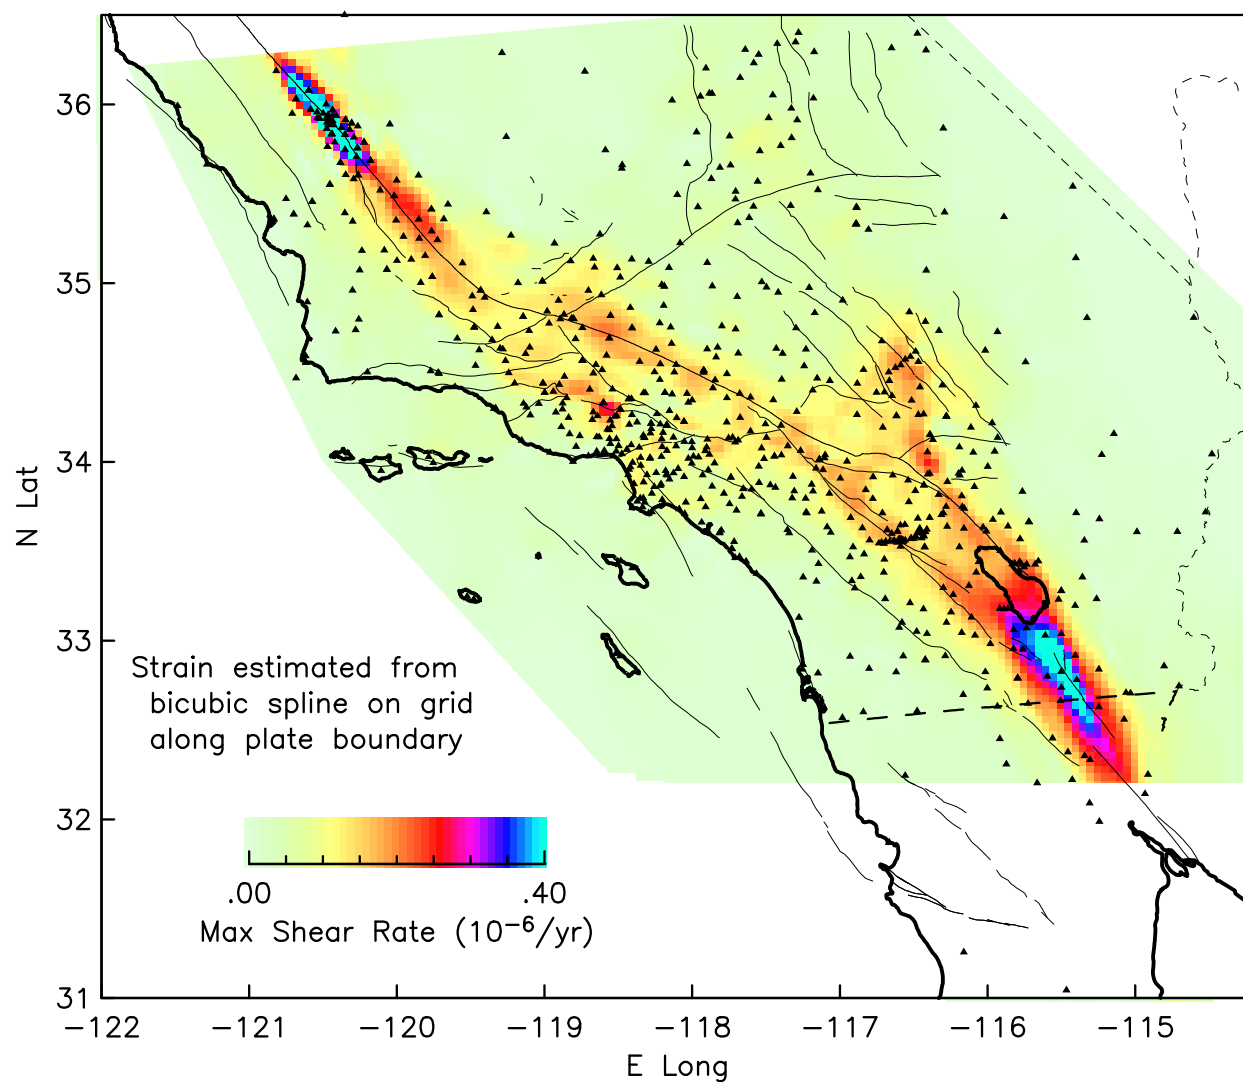 36
35
34
33
32
31
N Lat
Strain estimated from
bicubic spline on grid
along plate boundary
.00 .40
Max Shear Rate (10⁻⁶/yr)
−122 −121 −120 −119 −118 −117 −116 −115
E Long